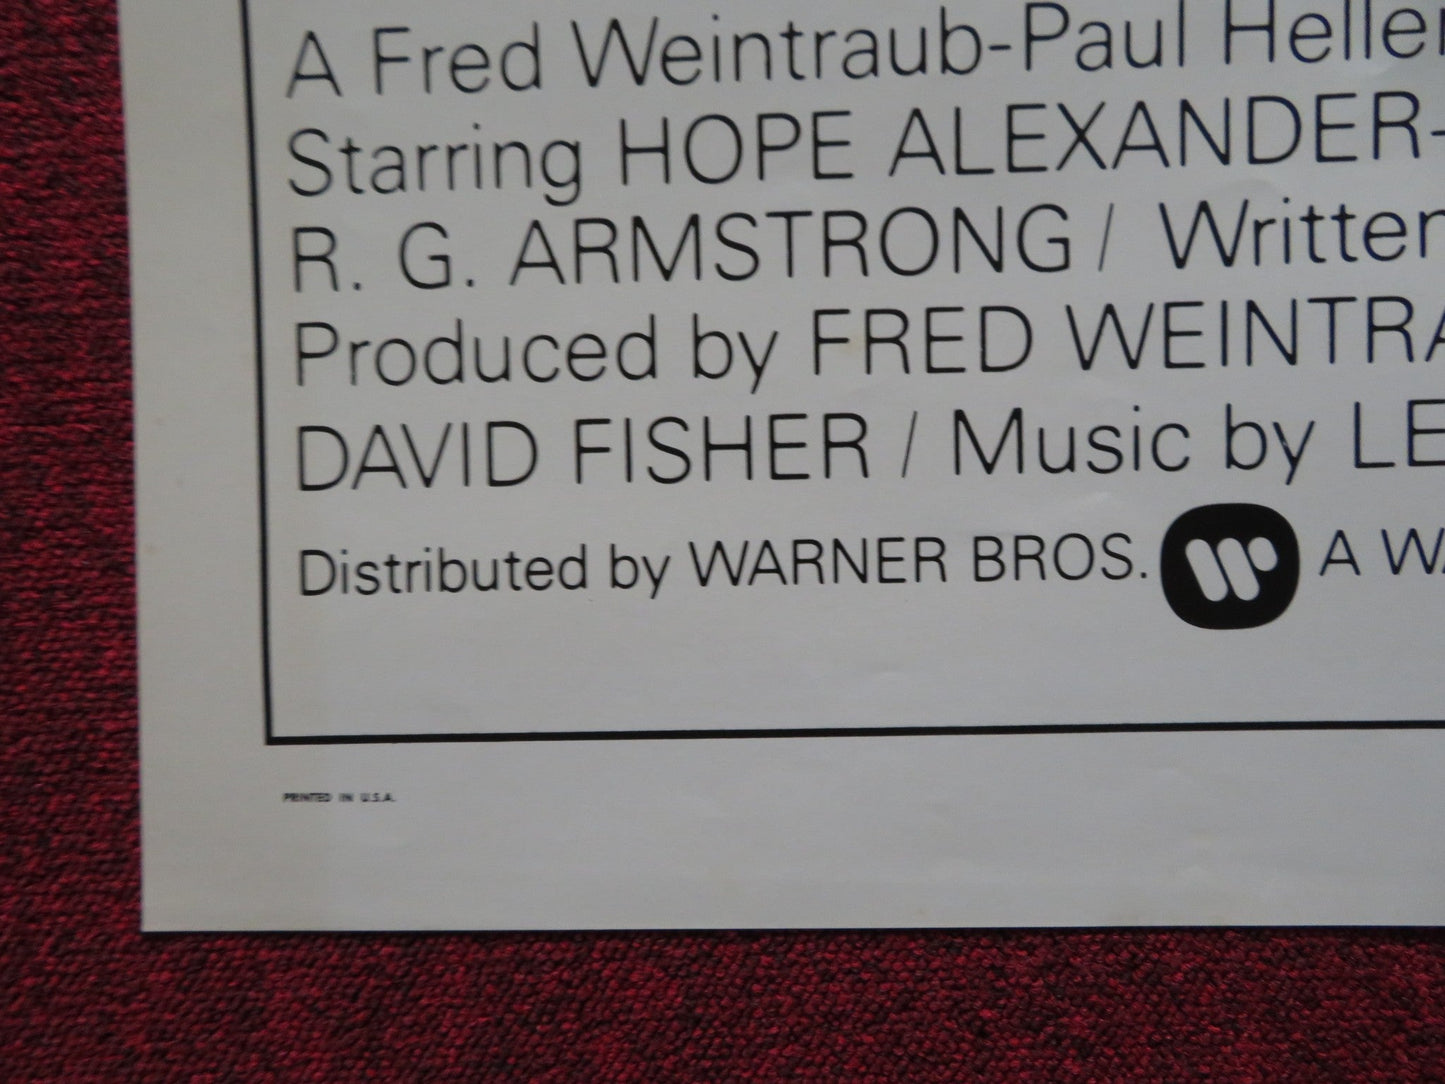 A Fred Weintraub-Paul Heller
Starring HOPE ALEXANDER-
R. G. ARMSTRONG / Written
Produced by FRED WEINTRA
DAVID FISHER / Music by LE
Distributed by WARNER BROS. A WA
PRINTED IN U.S.A.